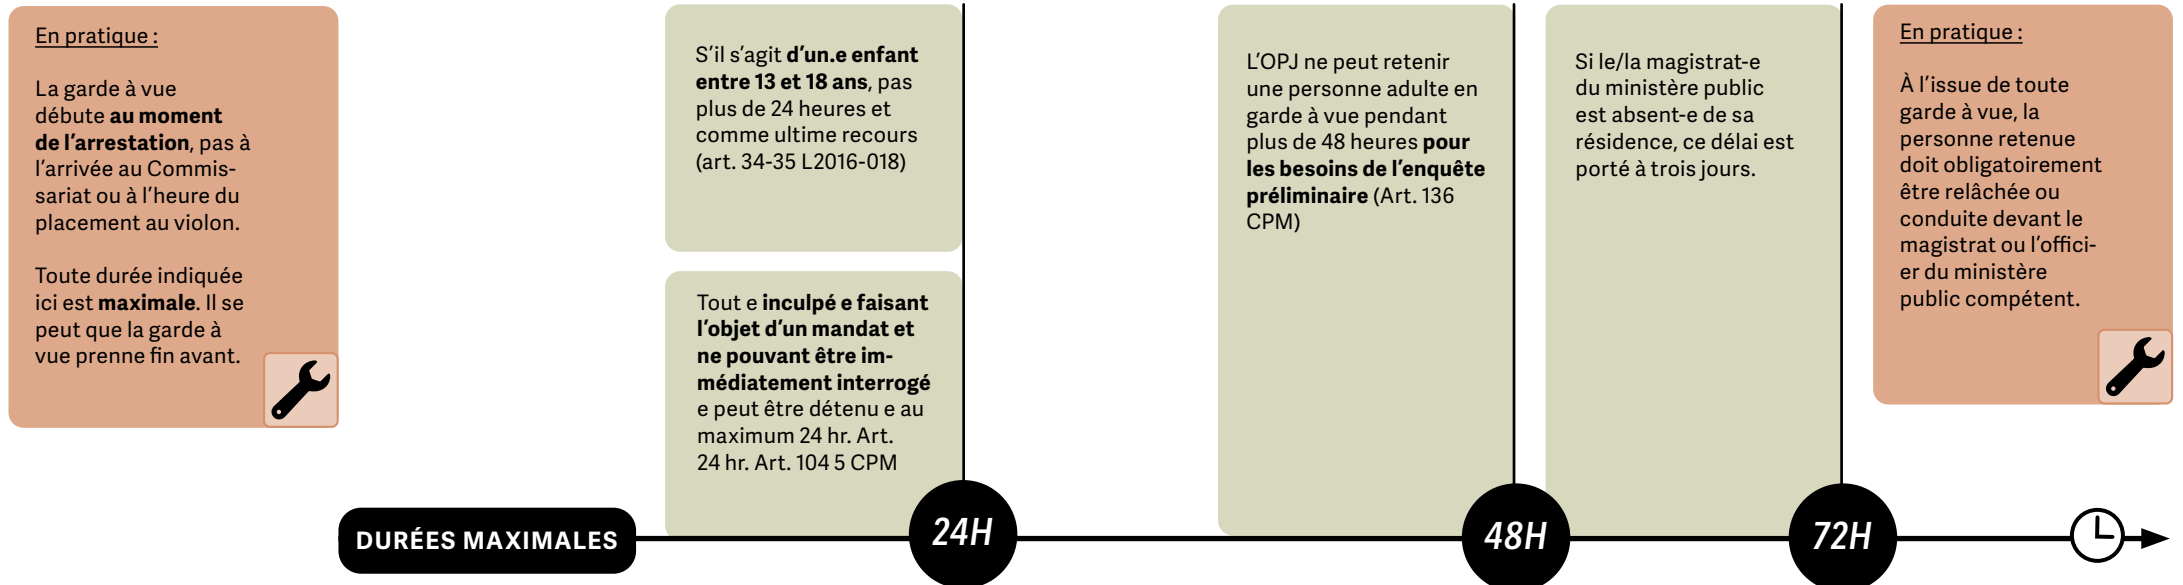 En pratique :
La garde à vue
débute au moment
de l'arrestation, pas à
l'arrivée au Commis-
sariat ou à l'heure du
placement au violon.
Toute durée indiquée
ici est maximale. Il se
peut que la garde à
vue prenne fin avant.
S'il s'agit d'un.e enfant
entre 13 et 18 ans, pas
plus de 24 heures et
comme ultime recours
(art. 34-35 L2016-018)
Tout e inculpé e faisant
l'objet d'un mandat et
ne pouvant être im-
médiatement interrogé
e peut être détenu e au
maximum 24 hr. Art.
24 hr. Art. 104 5 CPM
L'OPJ ne peut retenir
une personne adulte en
garde à vue pendant
plus de 48 heures pour
les besoins de l'enquête
préliminaire (Art. 136
CPM)
Si le/la magistrat-e
du ministère public
est absent-e de sa
résidence, ce délai est
porté à trois jours.
En pratique :
À l'issue de toute
garde à vue, la
personne retenue
doit obligatoirement
être relâchée ou
conduite devant le
magistrat ou l'offici-
er du ministère
public compétent.
DURÉES MAXIMALES
24H
48H
72H